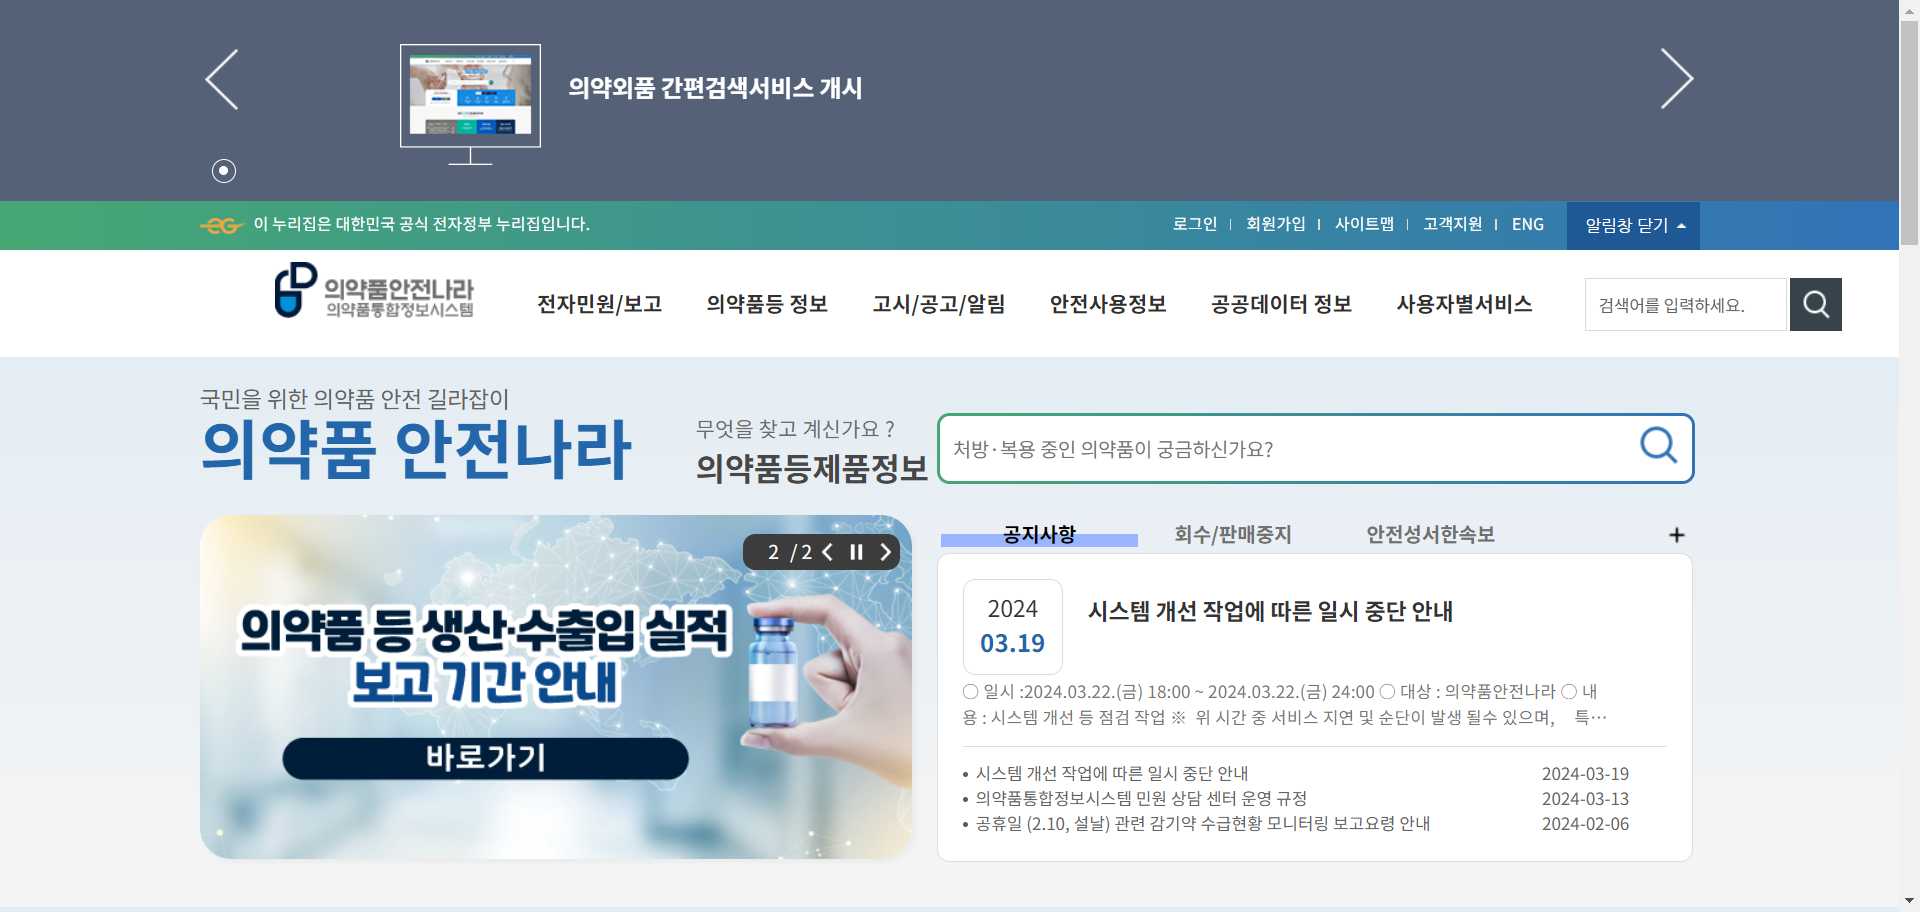 의약외품 간편검색서비스 개시
이 누리집은 대한민국 공식 전자정부 누리집입니다.
로그인 회원가입 사이트맵 고객지원 ENG 알림창 닫기
의약품안전나라
의약품통합정보시스템
전자민원/보고 의약품등 정보 고시/공고/알림 안전사용정보 공공데이터 정보 사용자별서비스
검색어를 입력하세요.
국민을 위한 의약품 안전 길라잡이
의약품 안전나라
무엇을 찾고 계신가요 ?
의약품등제품정보
처방·복용 중인 의약품이 궁금하신가요?
2 / 2
의약품 등 생산·수출입 실적
보고 기간 안내
바로가기
공지사항 회수/판매중지 안전성서한속보 +
2024
03.19
시스템 개선 작업에 따른 일시 중단 안내
○ 일시 :2024.03.22.(금) 18:00 ~ 2024.03.22.(금) 24:00 ○ 대상 : 의약품안전나라 ○ 내
용 : 시스템 개선 등 점검 작업 ※ 위 시간 중 서비스 지연 및 순단이 발생 될수 있으며, 특…
• 시스템 개선 작업에 따른 일시 중단 안내 2024-03-19
• 의약품통합정보시스템 민원 상담 센터 운영 규정 2024-03-13
• 공휴일 (2.10, 설날) 관련 감기약 수급현황 모니터링 보고요령 안내 2024-02-06